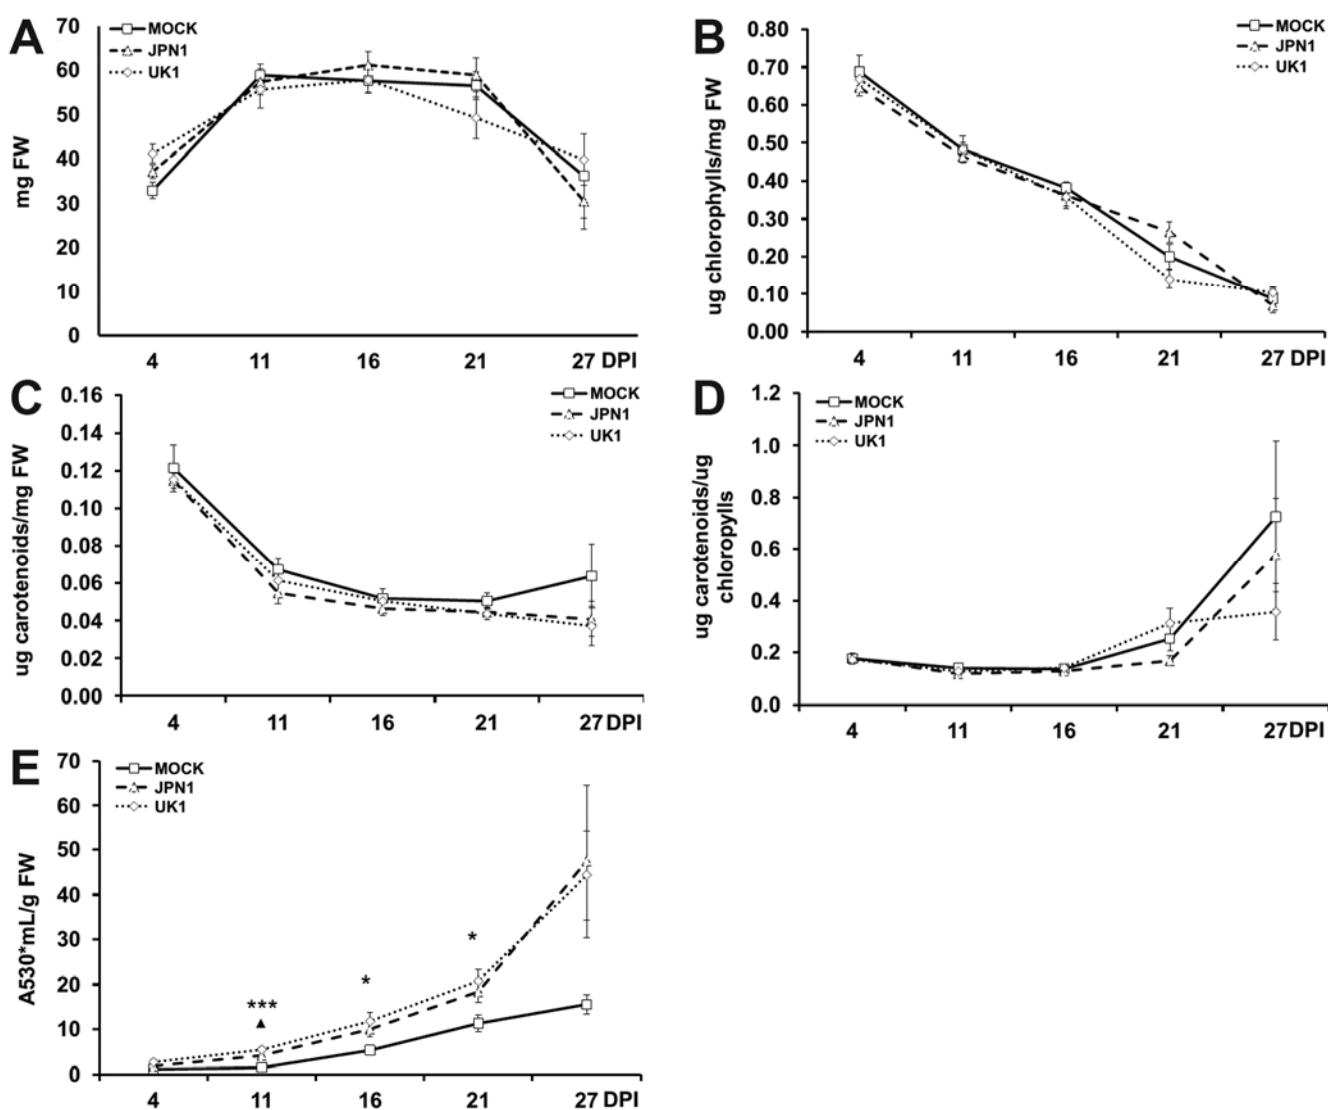 A
mg FW
70
60
50
40
30
20
10
0
MOCK
JPN1
UK1
4 11 16 21 27 DPI
B
ug chlorophylls/mg FW
0.80
0.70
0.60
0.50
0.40
0.30
0.20
0.10
0.00
MOCK
JPN1
UK1
4 11 16 21 27 DPI
C
ug carotenoids/mg FW
0.16
0.14
0.12
0.10
0.08
0.06
0.04
0.02
0.00
MOCK
JPN1
UK1
4 11 16 21 27 DPI
D
ug carotenoids/ug
chloropylls
1.2
1.0
0.8
0.6
0.4
0.2
0.0
MOCK
JPN1
UK1
4 11 16 21 27 DPI
E
A530*mL/g FW
70
60
50
40
30
20
10
0
MOCK
JPN1
UK1
*
*
***
▲
4 11 16 21 27 DPI